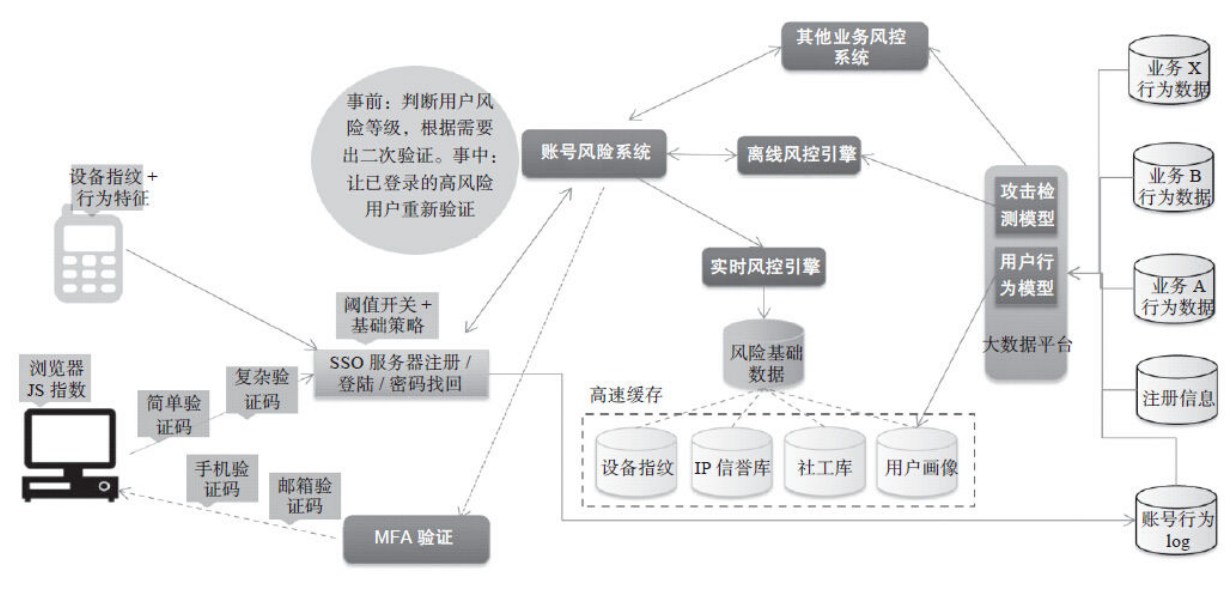 其他业务风控
系统
业务 X
行为数据
事前：判断用户风
险等级，根据需要
出二次验证。事中：
让已登录的高风险
用户重新验证
账号风险系统
离线风控引擎
业务 B
行为数据
设备指纹 +
行为特征
攻击检
测模型
实时风控引擎
用户行
为模型
业务 A
行为数据
阈值开关 +
基础策略
大数据平台
SSO 服务器注册 /
登陆 / 密码找回
风险基础
数据
浏览器
JS 指数
复杂验
证码
简单验
证码
高速缓存
注册信息
设备指纹
IP 信誉库
社工库
用户画像
手机验
证码
邮箱验
证码
MFA 验证
账号行为
log